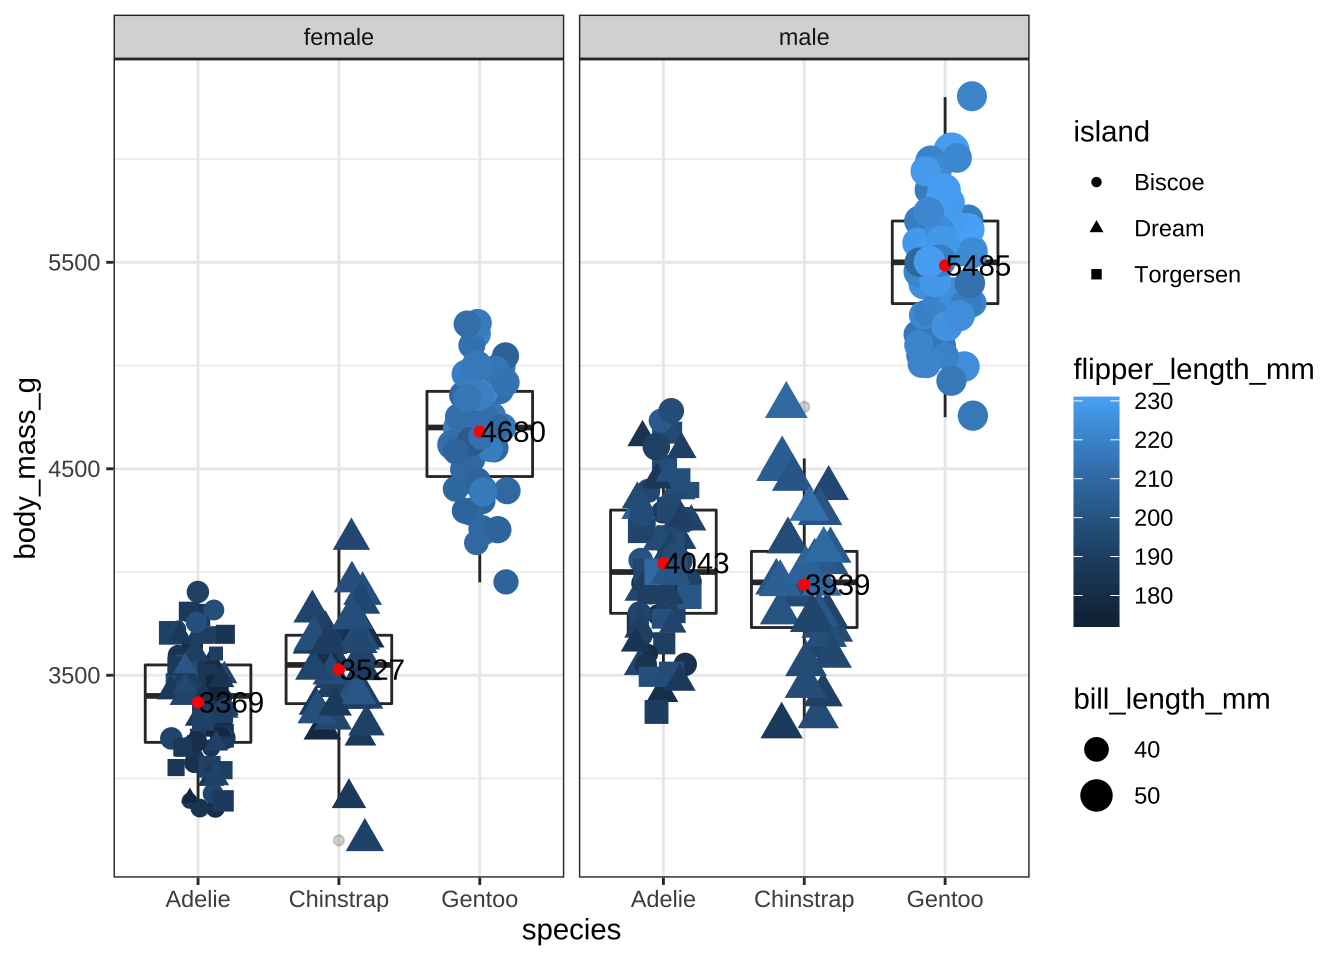 female
male
body_mass_g
5500
4500
3500
5485
4680
4043
3939
3527
3369
Adelie
Chinstrap
Gentoo
Adelie
Chinstrap
Gentoo
species
island
Biscoe
Dream
Torgersen
flipper_length_mm
230
220
210
200
190
180
bill_length_mm
40
50